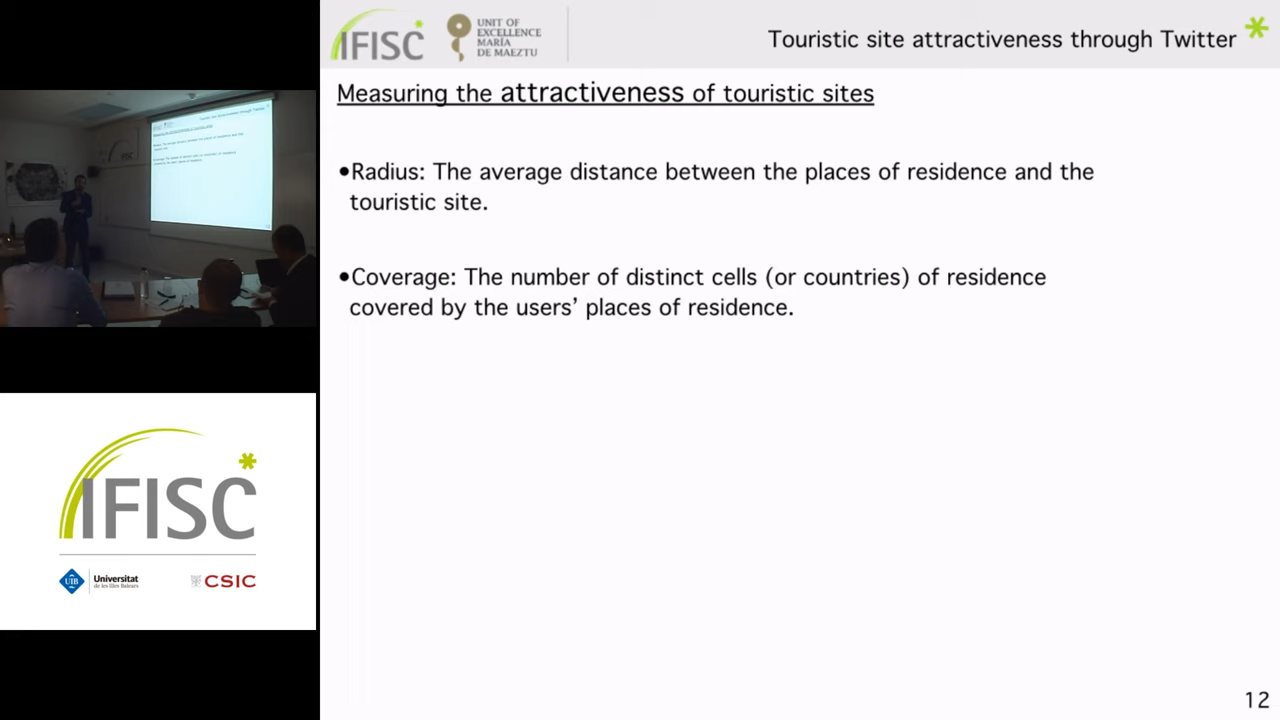 IFISC
UNIT OF
EXCELLENCE
MARÍA
DE MAEZTU
Touristic site attractiveness through Twitter
Measuring the attractiveness of touristic sites
•Radius: The average distance between the places of residence and the
touristic site.
•Coverage: The number of distinct cells (or countries) of residence
covered by the users’ places of residence.
12
IFISC
UIB
Universitat
de les Illes Balears
CSIC